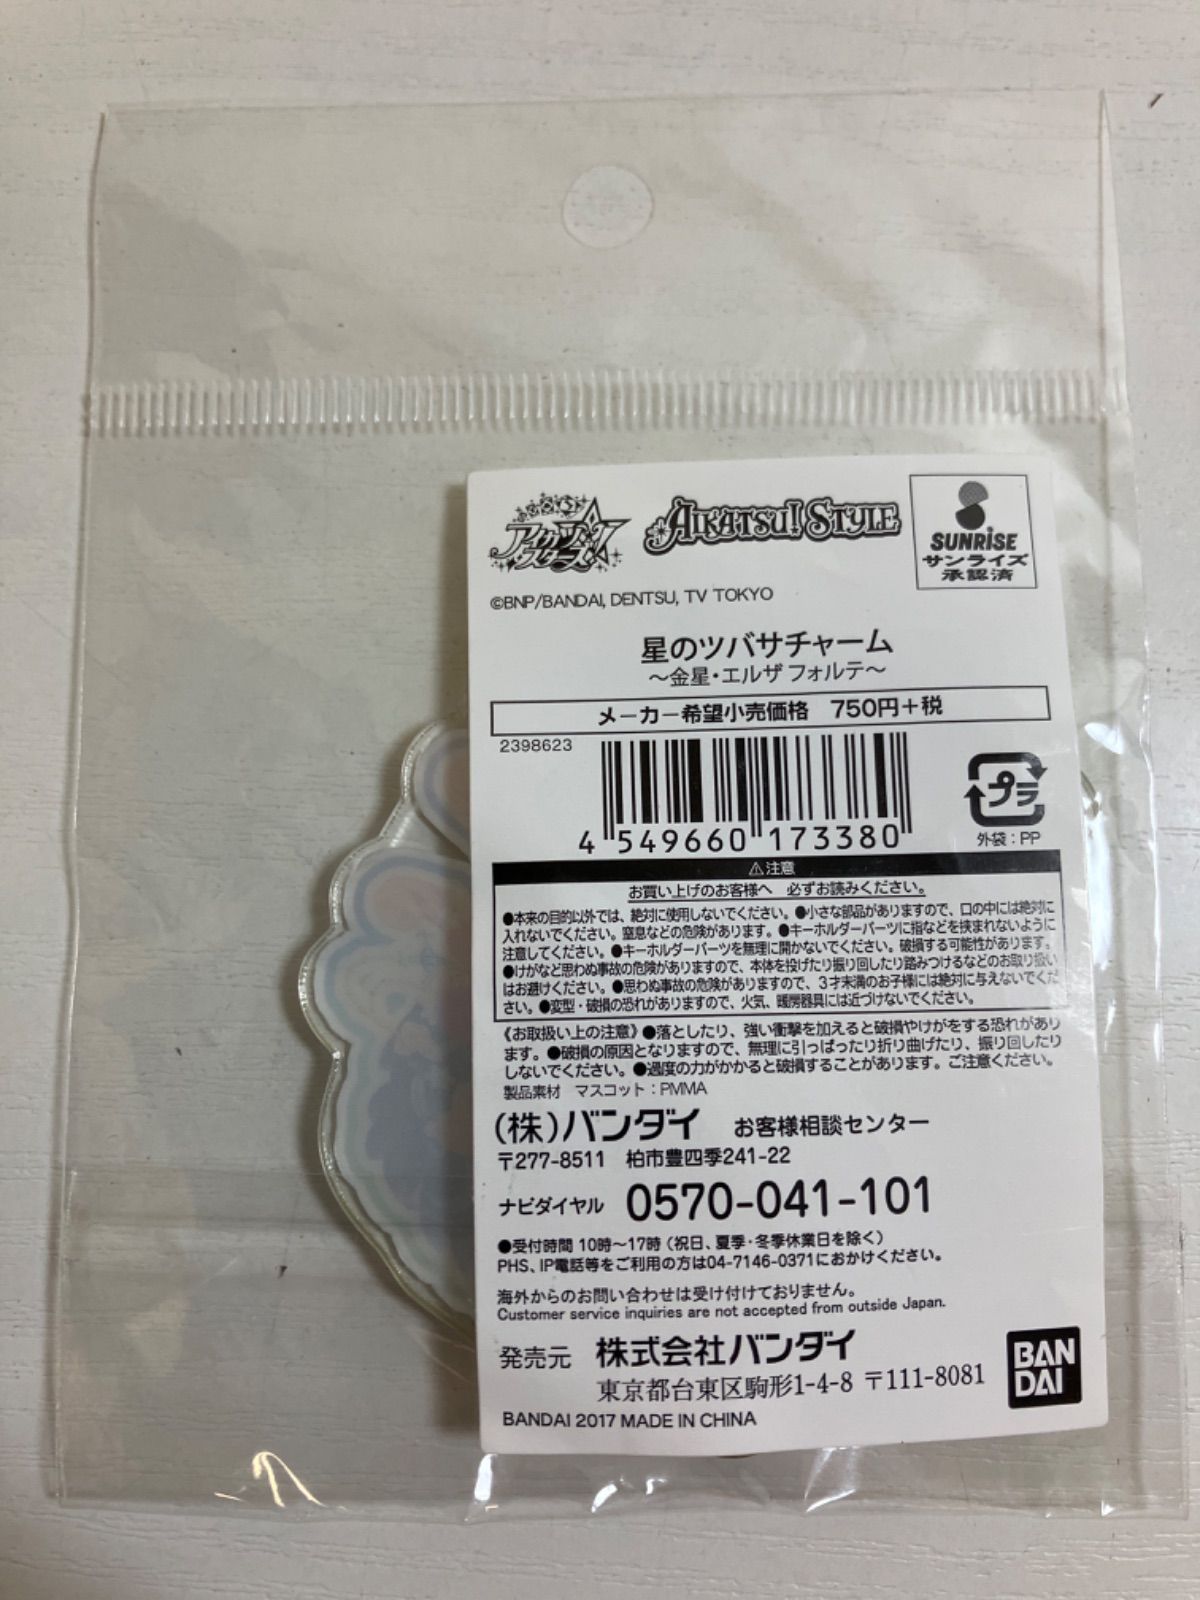 アイカツスターズ!
AIKATSU! STYLE
SUNRISE
サンライズ
承認済
©BNP/BANDAI, DENTSU, TV TOKYO
星のツバサチャーム
〜金星・エルザ フォルテ〜
メーカー希望小売価格 750円+税
2398623
プラ
外袋:PP
4 549660 173380
⚠注意
お買い上げのお客様へ 必ずお読みください。
●本来の目的以外では、絶対に使用しないでください。●小さな部品がありますので、口の中には絶対に
入れないでください。窒息などの危険があります。●キーホルダーパーツに指などを挟まれないように
注意してください。●キーホルダーパーツを無理に開かないでください。破損する可能性があります。
●けがなど思わぬ事故の危険がありますので、本体を投げたり振り回したり踏みつけるなどのお取り扱い
はお避けください。●思わぬ事故の危険がありますので、3才未満のお子様には絶対に与えないでくだ
さい。●変型・破損の恐れがありますので、火気、暖房器具には近づけないでください。
《お取扱い上の注意》●落としたり、強い衝撃を加えると破損やけがをする恐れがあり
ます。●破損の原因となりますので、無理に引っぱったり折り曲げたり、振り回したり
しないでください。●過度の力がかかると破損することがあります。ご注意ください。
製品素材 マスコット:PMMA
(株)バンダイ お客様相談センター
〒277-8511 柏市豊四季241-22
ナビダイヤル 0570-041-101
●受付時間 10時〜17時(祝日、夏季・冬季休業日を除く)
PHS、IP電話等をご利用の方は04-7146-0371におかけください。
海外からのお問い合わせは受け付けておりません。
Customer service inquiries are not accepted from outside Japan.
発売元 株式会社バンダイ
東京都台東区駒形1-4-8 〒111-8081
BANDAI 2017 MADE IN CHINA
BAN
DAI